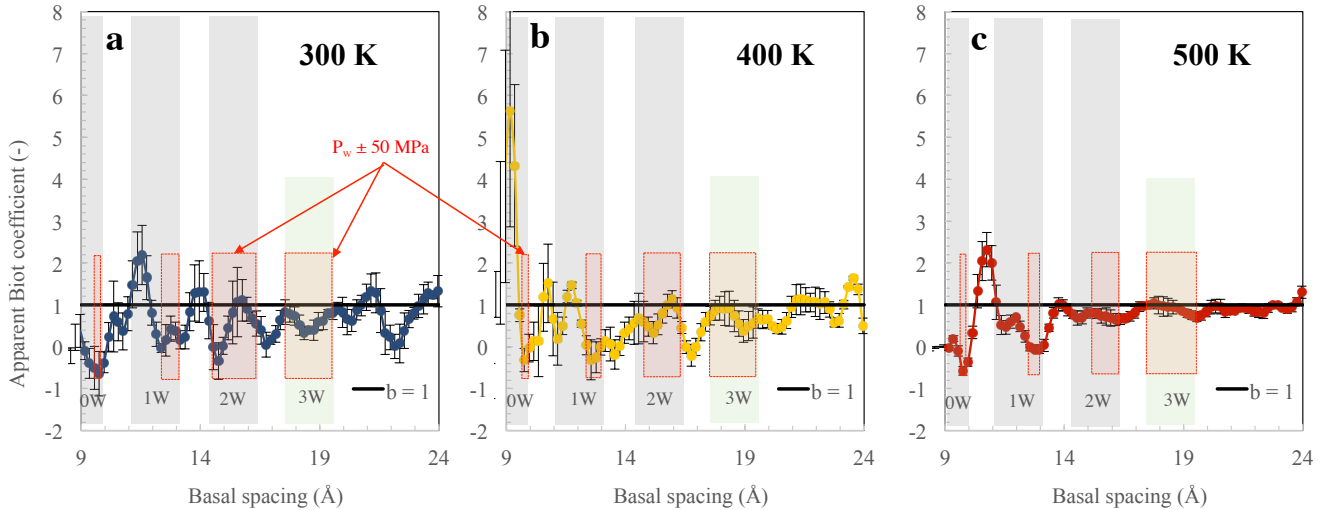 a
300 K
b
400 K
c
500 K
Apparent Biot coefficient (-)
8
7
6
5
4
3
2
1
0
-1
-2
8
7
6
5
4
3
2
1
0
-1
-2
8
7
6
5
4
3
2
1
0
-1
-2
Pw ± 50 MPa
0W
1W
2W
3W
b = 1
0W
1W
2W
3W
b = 1
0W
1W
2W
3W
b = 1
9
14
19
24
9
14
19
24
9
14
19
24
Basal spacing (Å)
Basal spacing (Å)
Basal spacing (Å)